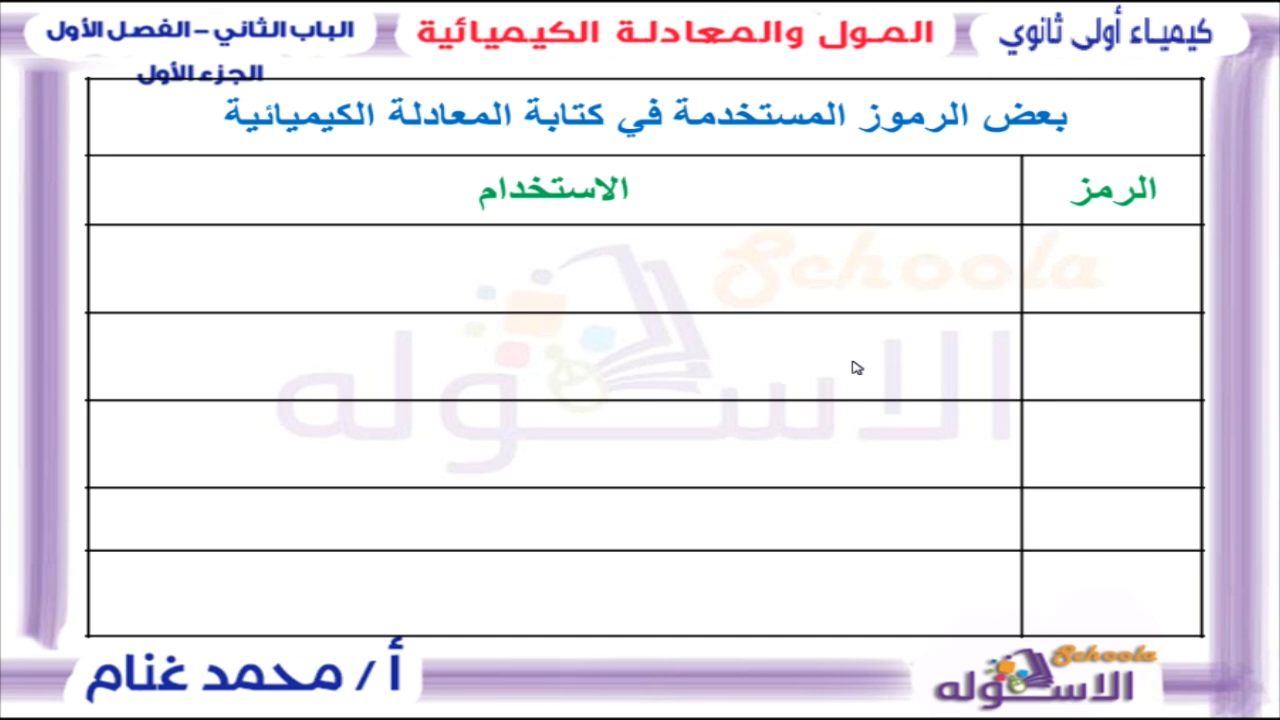 كيمياء أولى ثانوي
المول والمعادلة الكيميائية
الباب الثاني - الفصل الأول
الجزء الأول
بعض الرموز المستخدمة في كتابة المعادلة الكيميائية
الرمز
الاستخدام
Schoola
الاسكوله
أ / محمد غنام
Schoola
الاسكوله